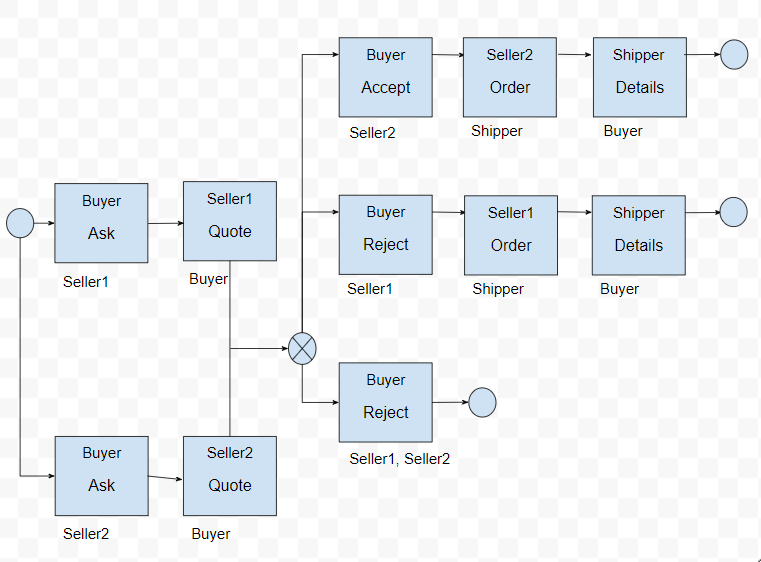 Buyer
Accept
Seller2
Seller2
Order
Shipper
Shipper
Details
Buyer
Buyer
Ask
Seller1
Seller1
Quote
Buyer
Buyer
Reject
Seller1
Seller1
Order
Shipper
Shipper
Details
Buyer
Buyer
Reject
Seller1, Seller2
Buyer
Ask
Seller2
Seller2
Quote
Buyer